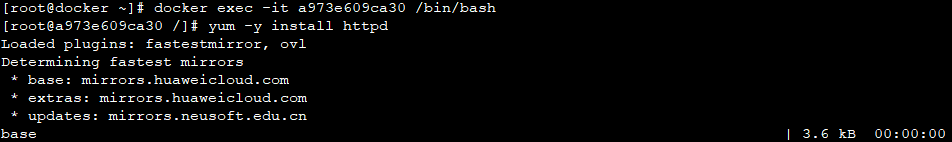 [root@docker ~]# docker exec -it a973e609ca30 /bin/bash
[root@a973e609ca30 /]# yum -y install httpd
Loaded plugins: fastestmirror, ovl
Determining fastest mirrors
 * base: mirrors.huaweicloud.com
 * extras: mirrors.huaweicloud.com
 * updates: mirrors.neusoft.edu.cn
base | 3.6 kB 00:00:00